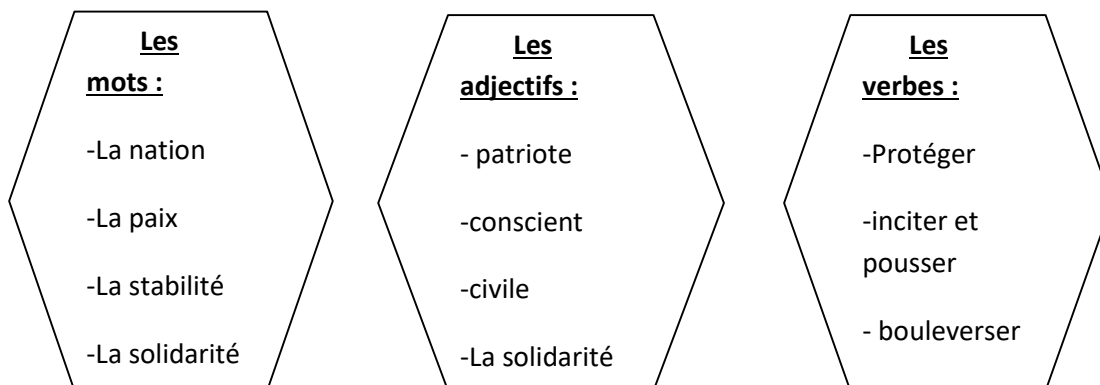 Les
mots :
-La nation
-La paix
-La stabilité
-La solidarité
Les
adjectifs :
- patriote
-conscient
-civile
-La solidarité
Les
verbes :
-Protéger
-inciter et
pousser
- bouleverser